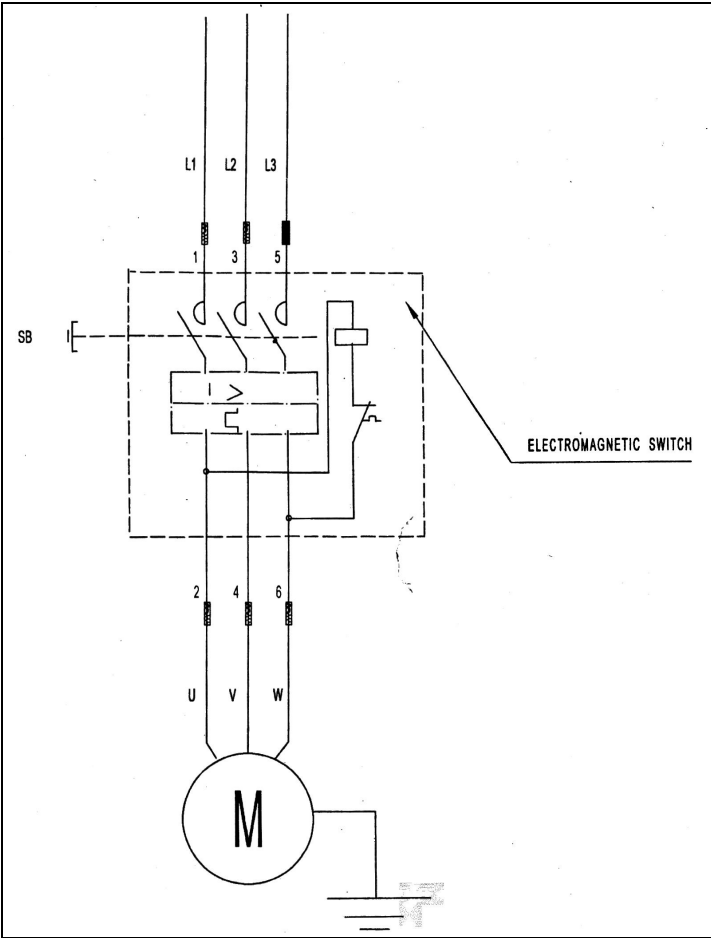 L1 L2 L3
1 3 5
SB
I >
ELECTROMAGNETIC SWITCH
2 4 6
U V W
M